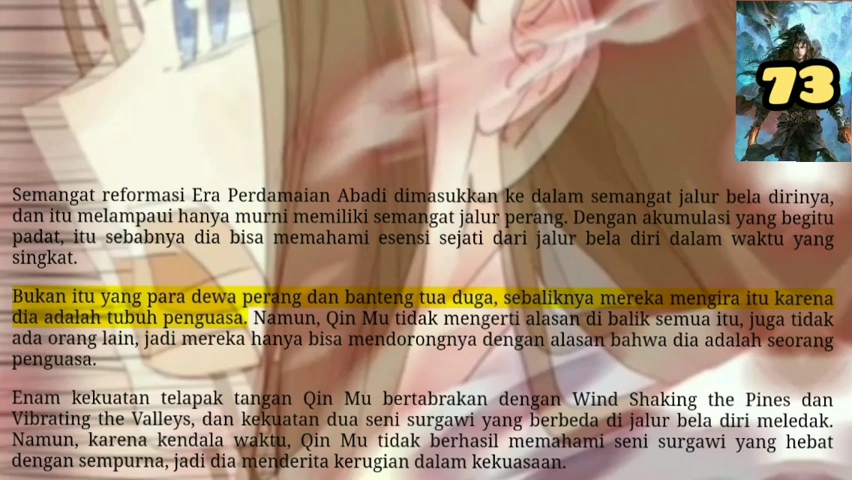 73
Semangat reformasi Era Perdamaian Abadi dimasukkan ke dalam semangat jalur bela dirinya,
dan itu melampaui hanya murni memiliki semangat jalur perang. Dengan akumulasi yang begitu
padat, itu sebabnya dia bisa memahami esensi sejati dari jalur bela diri dalam waktu yang
singkat.
Bukan itu yang para dewa perang dan banteng tua duga, sebaliknya mereka mengira itu karena
dia adalah tubuh penguasa. Namun, Qin Mu tidak mengerti alasan di balik semua itu, juga tidak
ada orang lain, jadi mereka hanya bisa mendorongnya dengan alasan bahwa dia adalah seorang
penguasa.
Enam kekuatan telapak tangan Qin Mu bertabrakan dengan Wind Shaking the Pines dan
Vibrating the Valleys, dan kekuatan dua seni surgawi yang berbeda di jalur bela diri meledak.
Namun, karena kendala waktu, Qin Mu tidak berhasil memahami seni surgawi yang hebat
dengan sempurna, jadi dia menderita kerugian dalam kekuasaan.